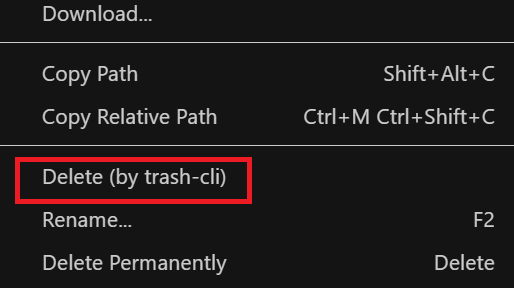 Download...
Copy Path Shift+Alt+C
Copy Relative Path Ctrl+M Ctrl+Shift+C
Delete (by trash-cli)
Rename... F2
Delete Permanently Delete